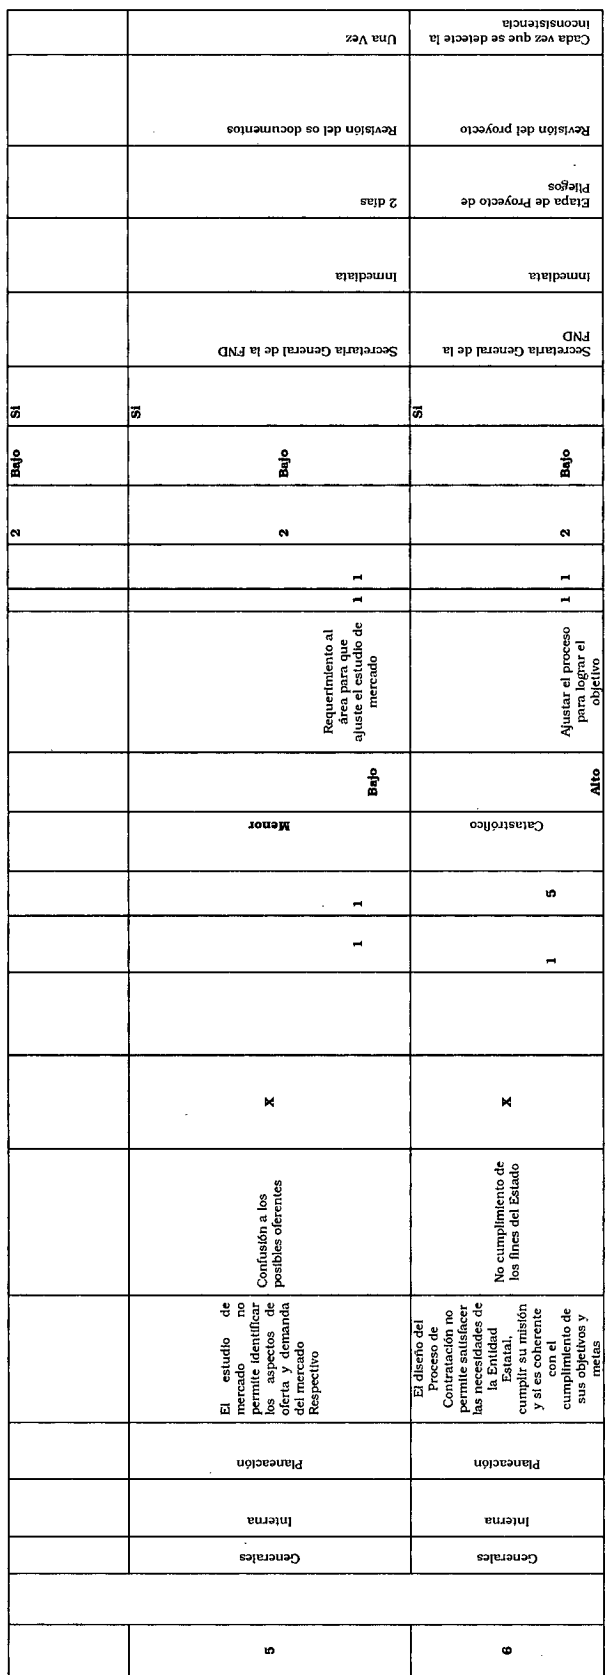 2
Bajo
Si
5
Generales
Interna
Planeación
El estudio de
mercado no
permite identificar
los aspectos de
oferta y demanda
del mercado
Respectivo
Confusión a los
posibles oferentes
X
1
1
Menor
Bajo
Requerimiento al
área para que
ajuste el estudio de
mercado
1
1
2
Bajo
Si
Secretaria General de la FND
Inmediata
2 días
Revisión del os documentos
Una Vez
6
Generales
Interna
Planeación
El diseño del
Proceso de
Contratación no
permite satisfacer
las necesidades de
la Entidad
Estatal,
cumplir su misión
y si es coherente
con el
cumplimiento de
sus objetivos y
metas
No cumplimiento de
los fines del Estado
X
1
5
Catastrófico
Alto
Ajustar el proceso
para lograr el
objetivo
1
1
2
Bajo
Si
Secretaria General de la
FND
inmediata
Etapa de Proyecto de
Pliegos
Revisión del proyecto
Cada vez que se detecte la
inconsistencia